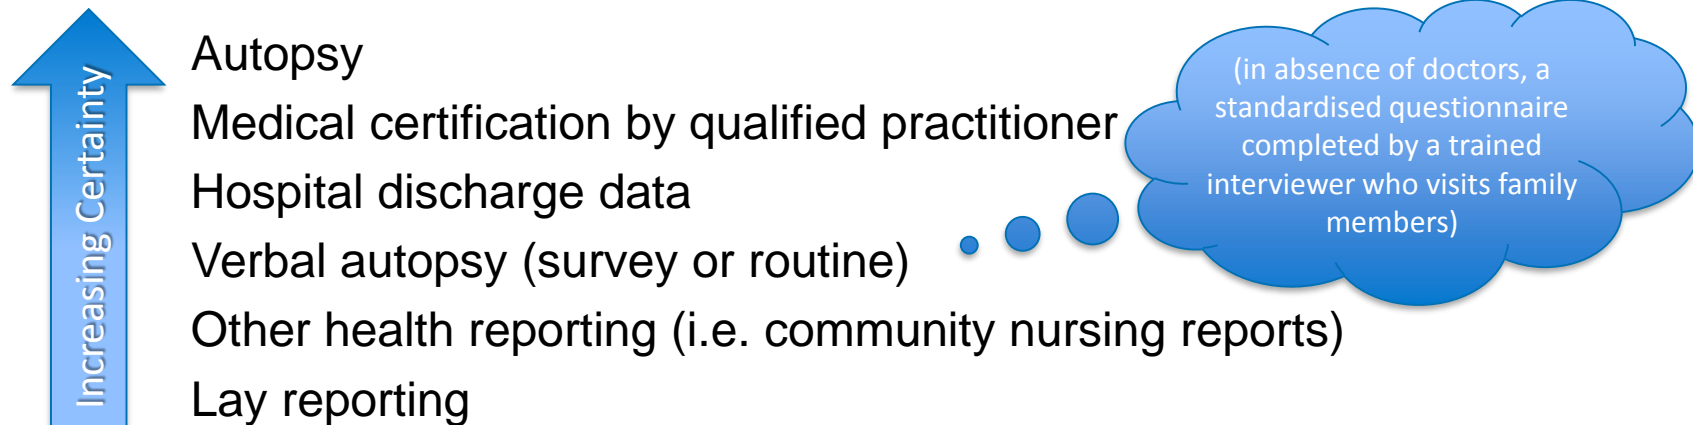 Increasing Certainty
Autopsy
Medical certification by qualified practitioner
Hospital discharge data
Verbal autopsy (survey or routine)
Other health reporting (i.e. community nursing reports)
Lay reporting
(in absence of doctors, a
standardised questionnaire
completed by a trained
interviewer who visits family
members)